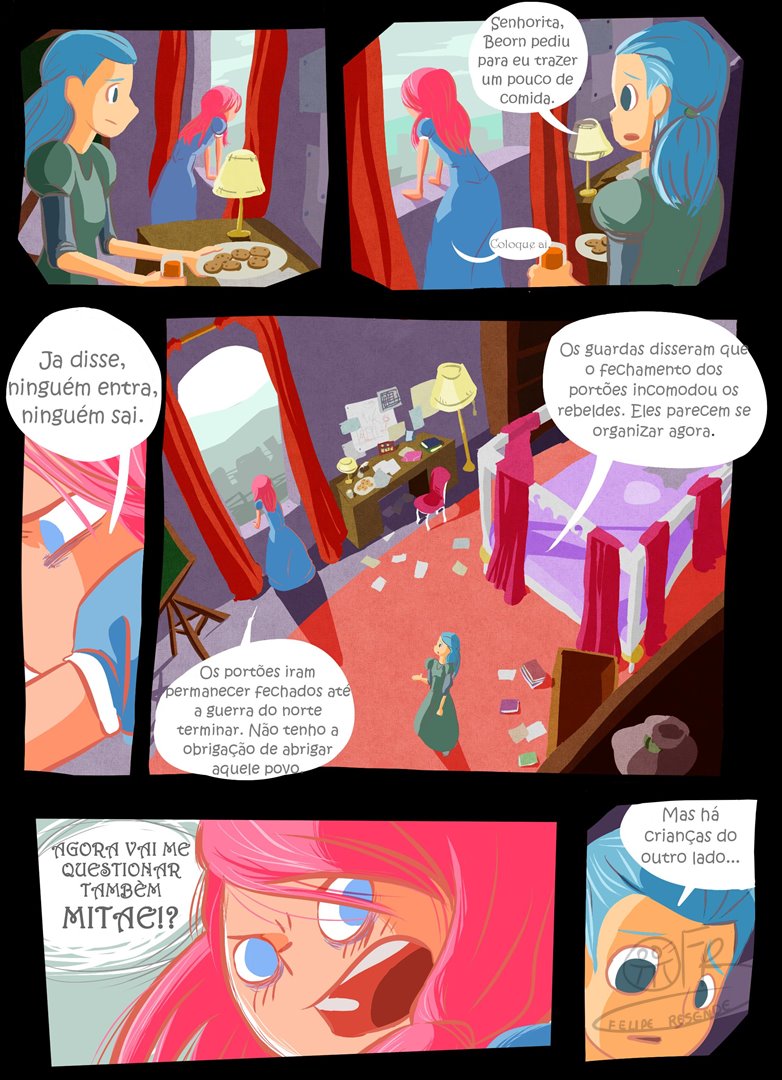 Senhorita,
Beorn pediu
para eu trazer
um pouco de
comida.
Coloque ai
Ja disse,
ninguém entra,
ninguém sai.
Os guardas disseram que
o fechamento dos
portões incomodou os
rebeldes. Eles parecem se
organizar agora.
Os portões iram
permanecer fechados até
a guerra do norte
terminar. Não tenho a
obrigação de abrigar
aquele povo.
AGORA VAI ME
QUESTIONAR
TAMBÈM
MITAE!?
Mas há
crianças do
outro lado...
FELIPE RESENDE